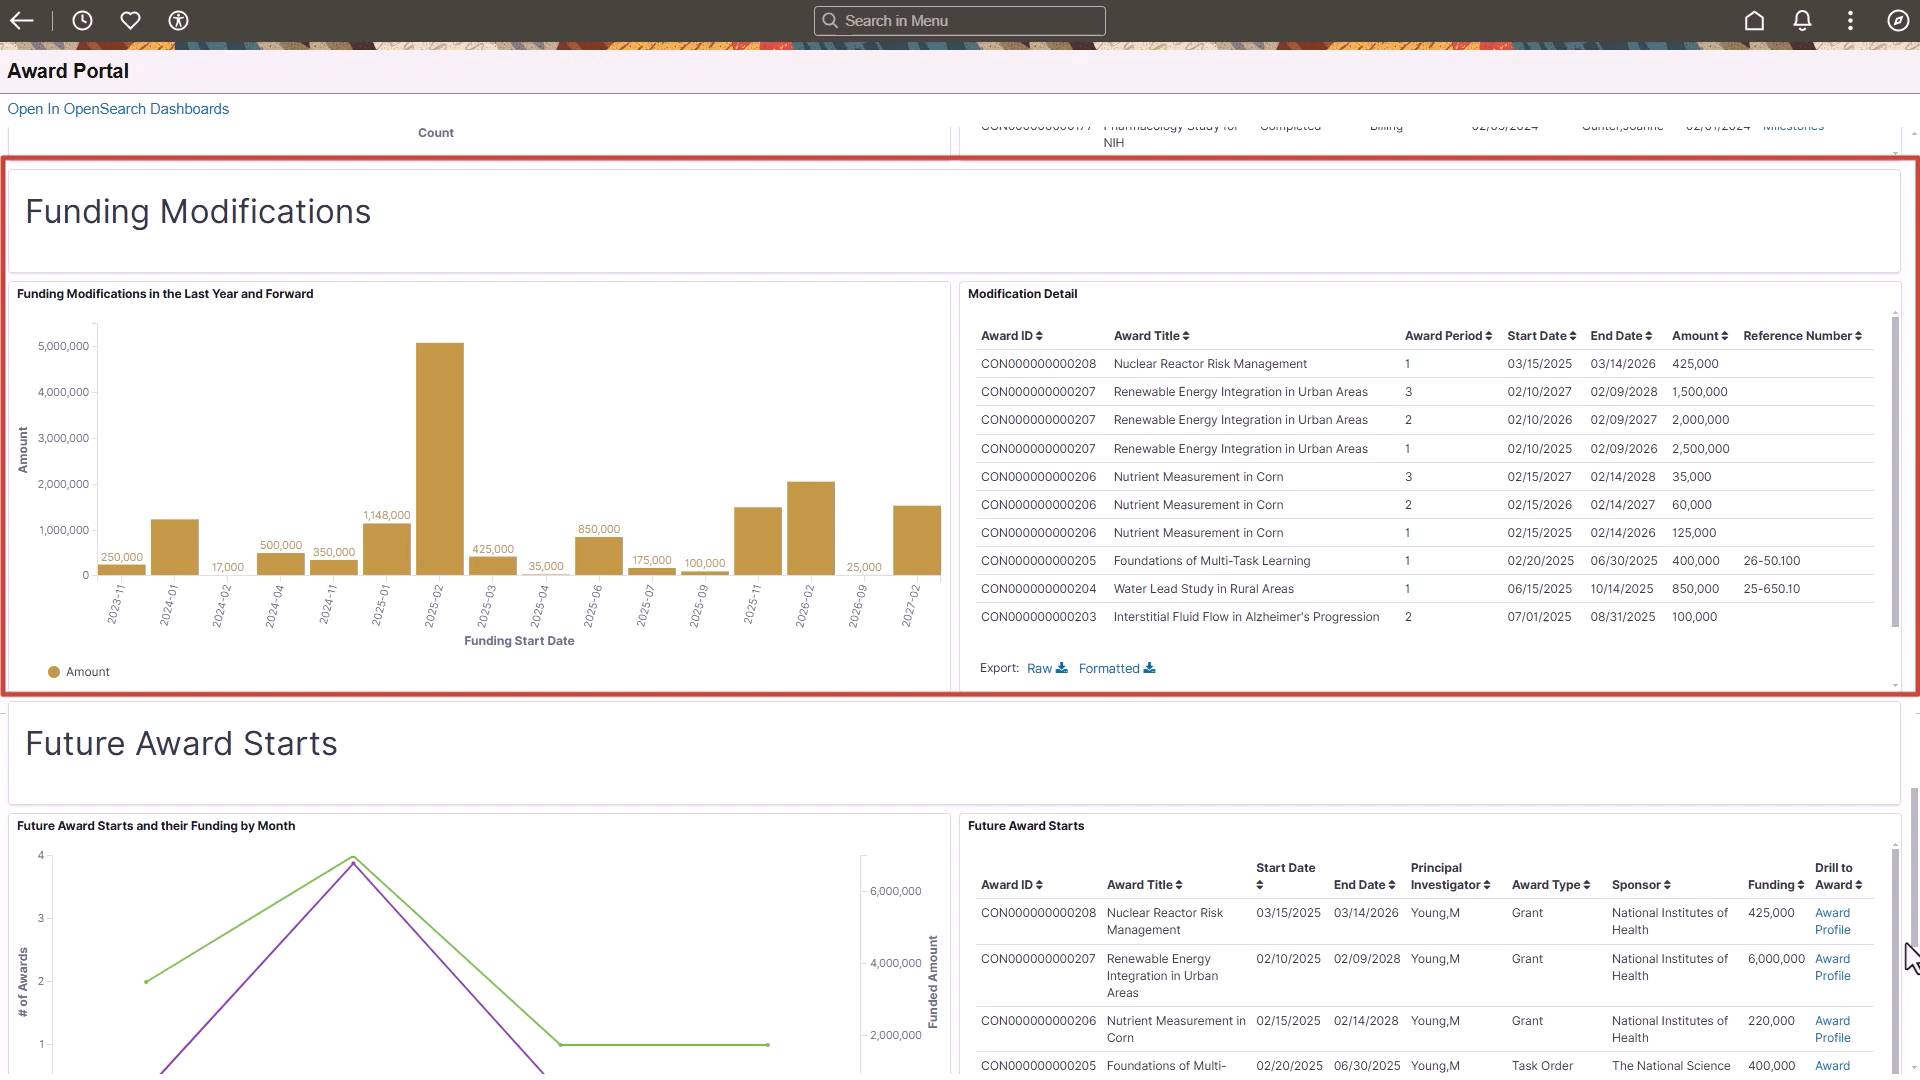 Search in Menu
Award Portal
Open In OpenSearch Dashboards
Count
CON000000000177 Pharmacology Study for Completed Billing 02/05/2024 Gunter,Joanne 02/01/2024 Milestones
NIH
Funding Modifications
Funding Modifications in the Last Year and Forward
5,000,000
4,000,000
3,000,000
2,000,000
1,000,000
0
Amount
250,000
17,000
500,000
350,000
1,148,000
425,000
35,000
850,000
175,000
100,000
25,000
2023-11
2024-01
2024-02
2024-04
2024-11
2025-01
2025-02
2025-03
2025-04
2025-06
2025-07
2025-09
2025-11
2026-02
2026-09
2027-02
Funding Start Date
Amount
Modification Detail
Award ID Award Title Award Period Start Date End Date Amount Reference Number
CON000000000208 Nuclear Reactor Risk Management 1 03/15/2025 03/14/2026 425,000
CON000000000207 Renewable Energy Integration in Urban Areas 3 02/10/2027 02/09/2028 1,500,000
CON000000000207 Renewable Energy Integration in Urban Areas 2 02/10/2026 02/09/2027 2,000,000
CON000000000207 Renewable Energy Integration in Urban Areas 1 02/10/2025 02/09/2026 2,500,000
CON000000000206 Nutrient Measurement in Corn 3 02/15/2027 02/14/2028 35,000
CON000000000206 Nutrient Measurement in Corn 2 02/15/2026 02/14/2027 60,000
CON000000000206 Nutrient Measurement in Corn 1 02/15/2025 02/14/2026 125,000
CON000000000205 Foundations of Multi-Task Learning 1 02/20/2025 06/30/2025 400,000 26-50.100
CON000000000204 Water Lead Study in Rural Areas 1 06/15/2025 10/14/2025 850,000 25-650.10
CON000000000203 Interstitial Fluid Flow in Alzheimer's Progression 2 07/01/2025 08/31/2025 100,000
Export: Raw Formatted
Future Award Starts
Future Award Starts and their Funding by Month
4
3
2
1
# of Awards
6,000,000
4,000,000
2,000,000
Funded Amount
Future Award Starts
Start Date Principal Drill to
Award ID Award Title End Date Investigator Award Type Sponsor Funding Award
CON000000000208 Nuclear Reactor Risk 03/15/2025 03/14/2026 Young,M Grant National Institutes of 425,000 Award
Management Health Profile
CON000000000207 Renewable Energy 02/10/2025 02/09/2028 Young,M Grant National Institutes of 6,000,000 Award
Integration in Urban Health Profile
Areas
CON000000000206 Nutrient Measurement in 02/15/2025 02/14/2028 Young,M Grant National Institutes of 220,000 Award
Corn Health Profile
CON000000000205 Foundations of Multi- 02/20/2025 06/30/2025 Young,M Task Order The National Science 400,000 Award